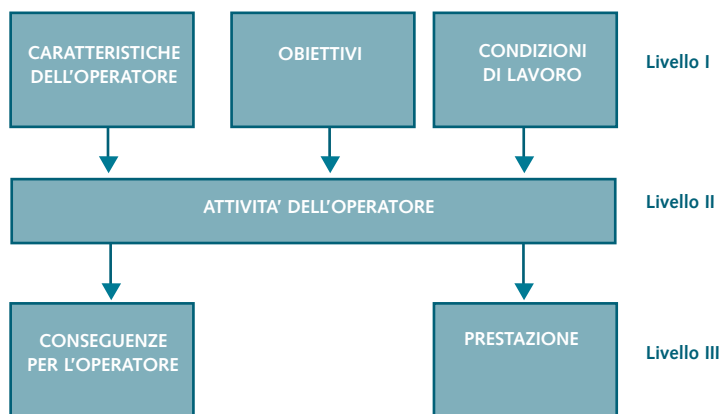 CARATTERISTICHE
DELL'OPERATORE
OBIETTIVI
CONDIZIONI
DI LAVORO
Livello I
ATTIVITA' DELL'OPERATORE
Livello II
CONSEGUENZE
PER L'OPERATORE
PRESTAZIONE
Livello III